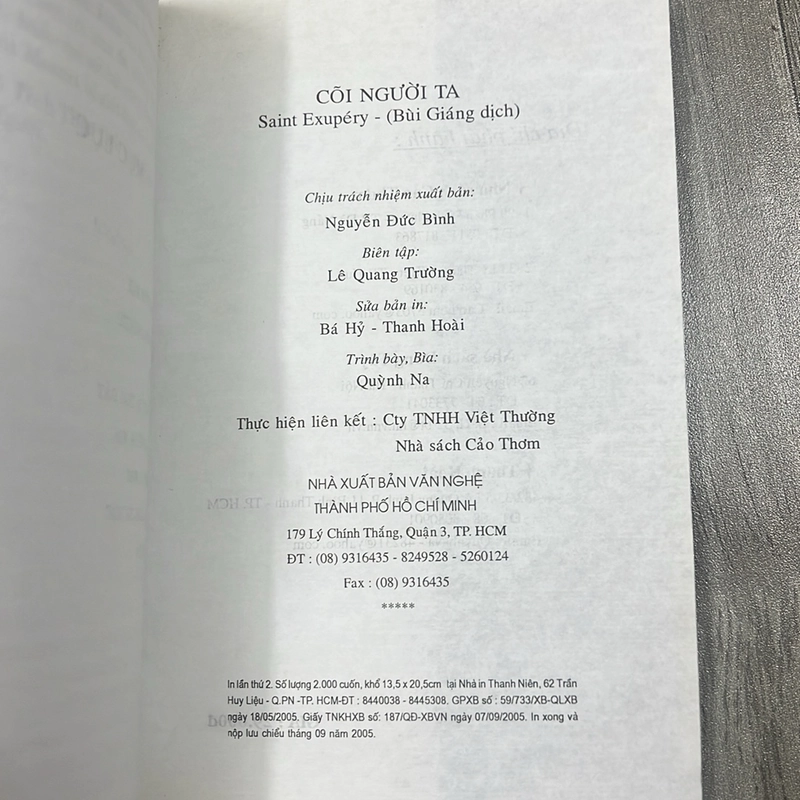 CÕI NGƯỜI TA
Saint Exupéry - (Bùi Giáng dịch)
Chịu trách nhiệm xuất bản:
Nguyễn Đức Bình
Biên tập:
Lê Quang Trường
Sửa bản in:
Bá Hỷ - Thanh Hoài
Trình bày, Bìa:
Quỳnh Na
Thực hiện liên kết : Cty TNHH Việt Thường
Nhà sách Cảo Thơm
NHÀ XUẤT BẢN VĂN NGHỆ
THÀNH PHỐ HỒ CHÍ MINH
179 Lý Chính Thắng, Quận 3, TP. HCM
ĐT : (08) 9316435 - 8249528 - 5260124
Fax : (08) 9316435
*****
In lần thứ 2. Số lượng 2.000 cuốn, khổ 13,5 x 20,5cm tại Nhà in Thanh Niên, 62 Trần
Huy Liệu - Q.PN -TP. HCM-ĐT : 8440038 - 8445308. GPXB số : 59/733/XB-QLXB
ngày 18/05/2005. Giấy TNKHXB số: 187/QĐ-XBVN ngày 07/09/2005. In xong và
nộp lưu chiểu tháng 09 năm 2005.